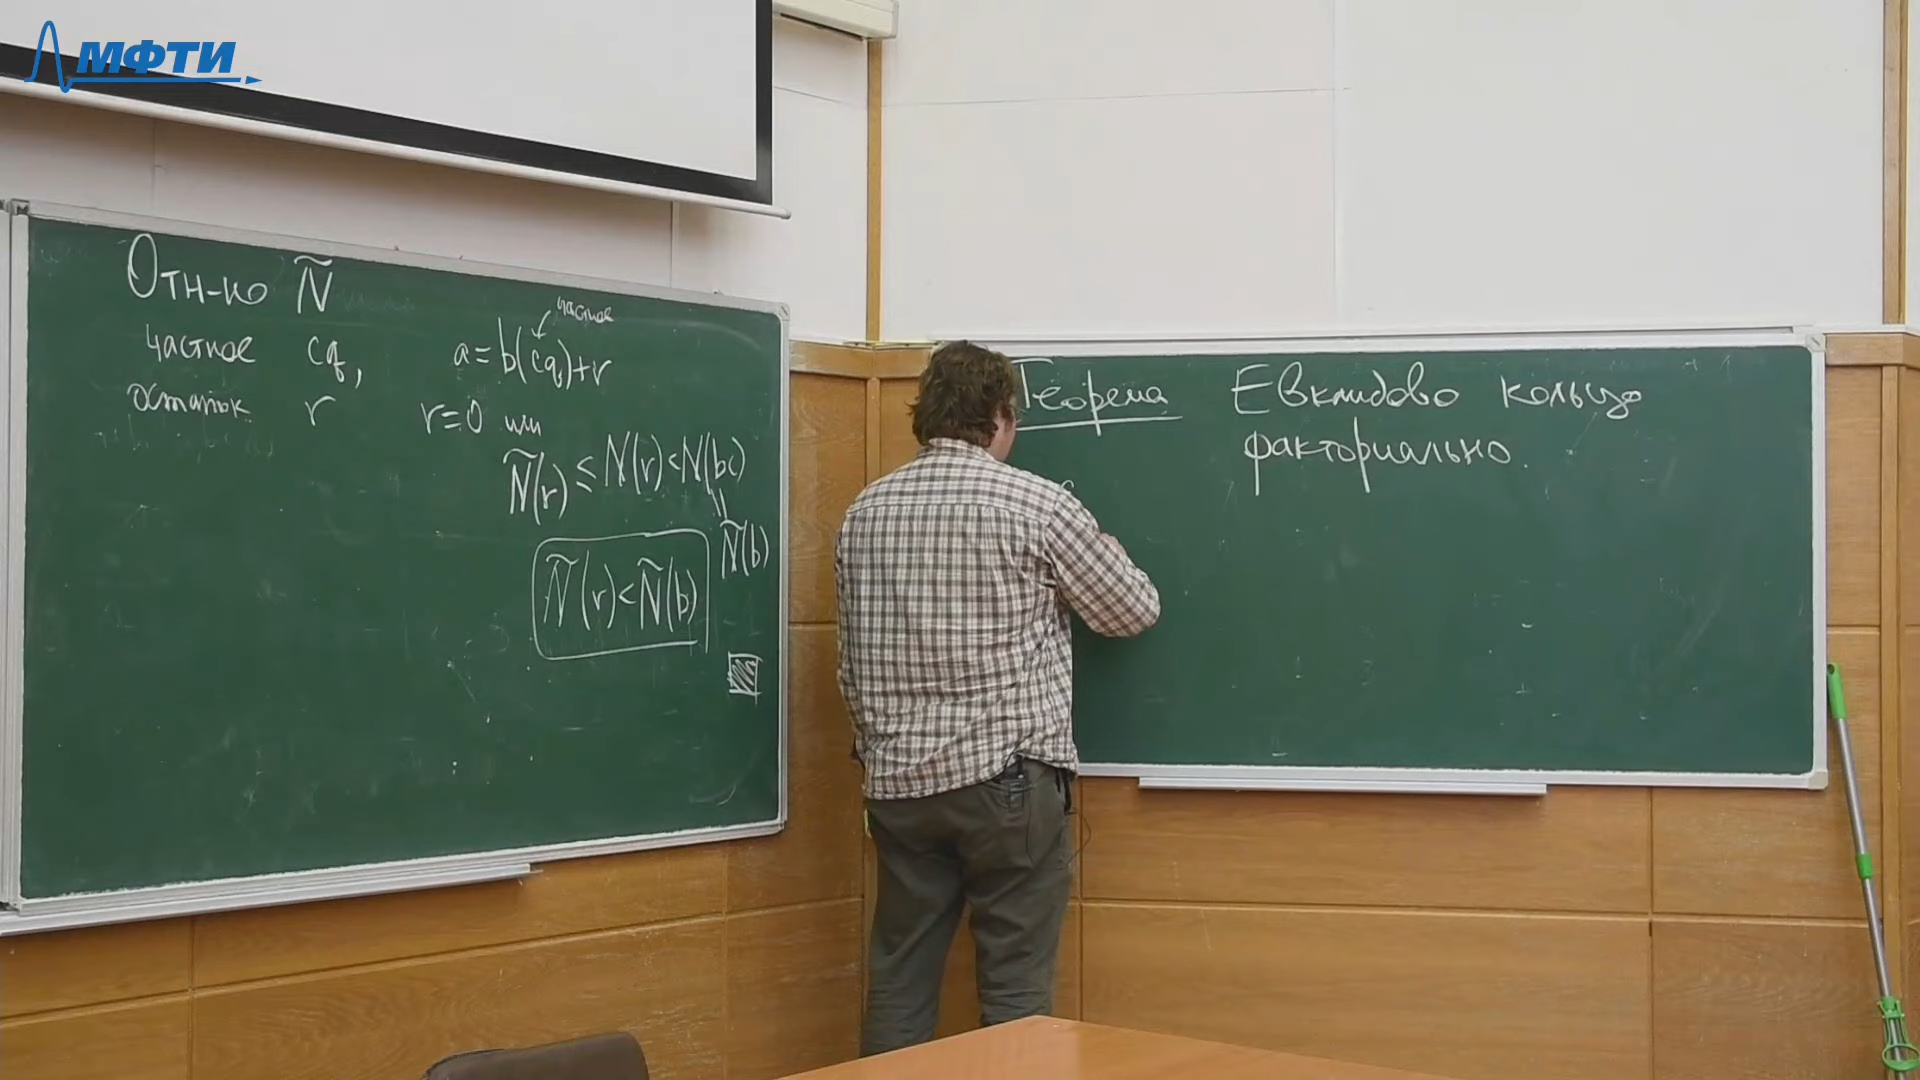 МФТИ
Отн-но Ñ
частное
частное cq, a = b(cq)+r
остаток r r=0 или
Ñ(r) ≤ N(r) < N(bc)
||
Ñ(b)
Ñ(r) < Ñ(b)
Теорема Евклидово кольцо
факториально.